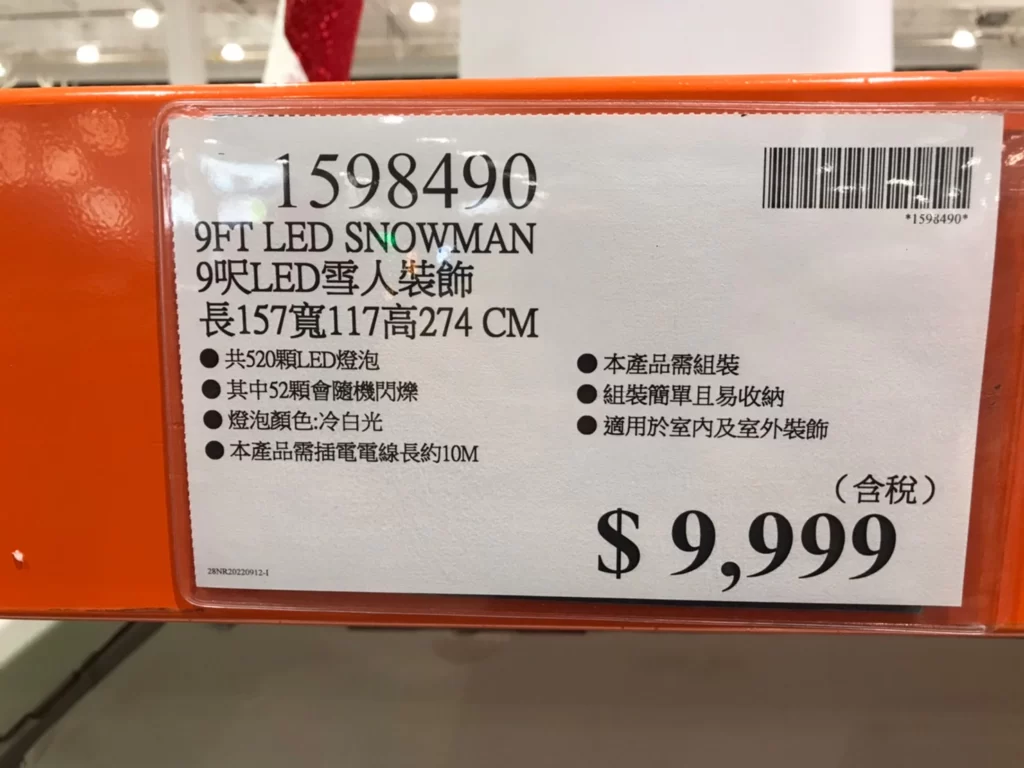 1598490
*1598490*
9FT LED SNOWMAN
9呎LED雪人裝飾
長157寬117高274 CM
●共520顆LED燈泡
●其中52顆會隨機閃爍
●燈泡顏色:冷白光
●本產品需插電電線長約10M
●本產品需組裝
●組裝簡單且易收納
●適用於室內及室外裝飾
（含稅）
$ 9,999
28NR20220912-1